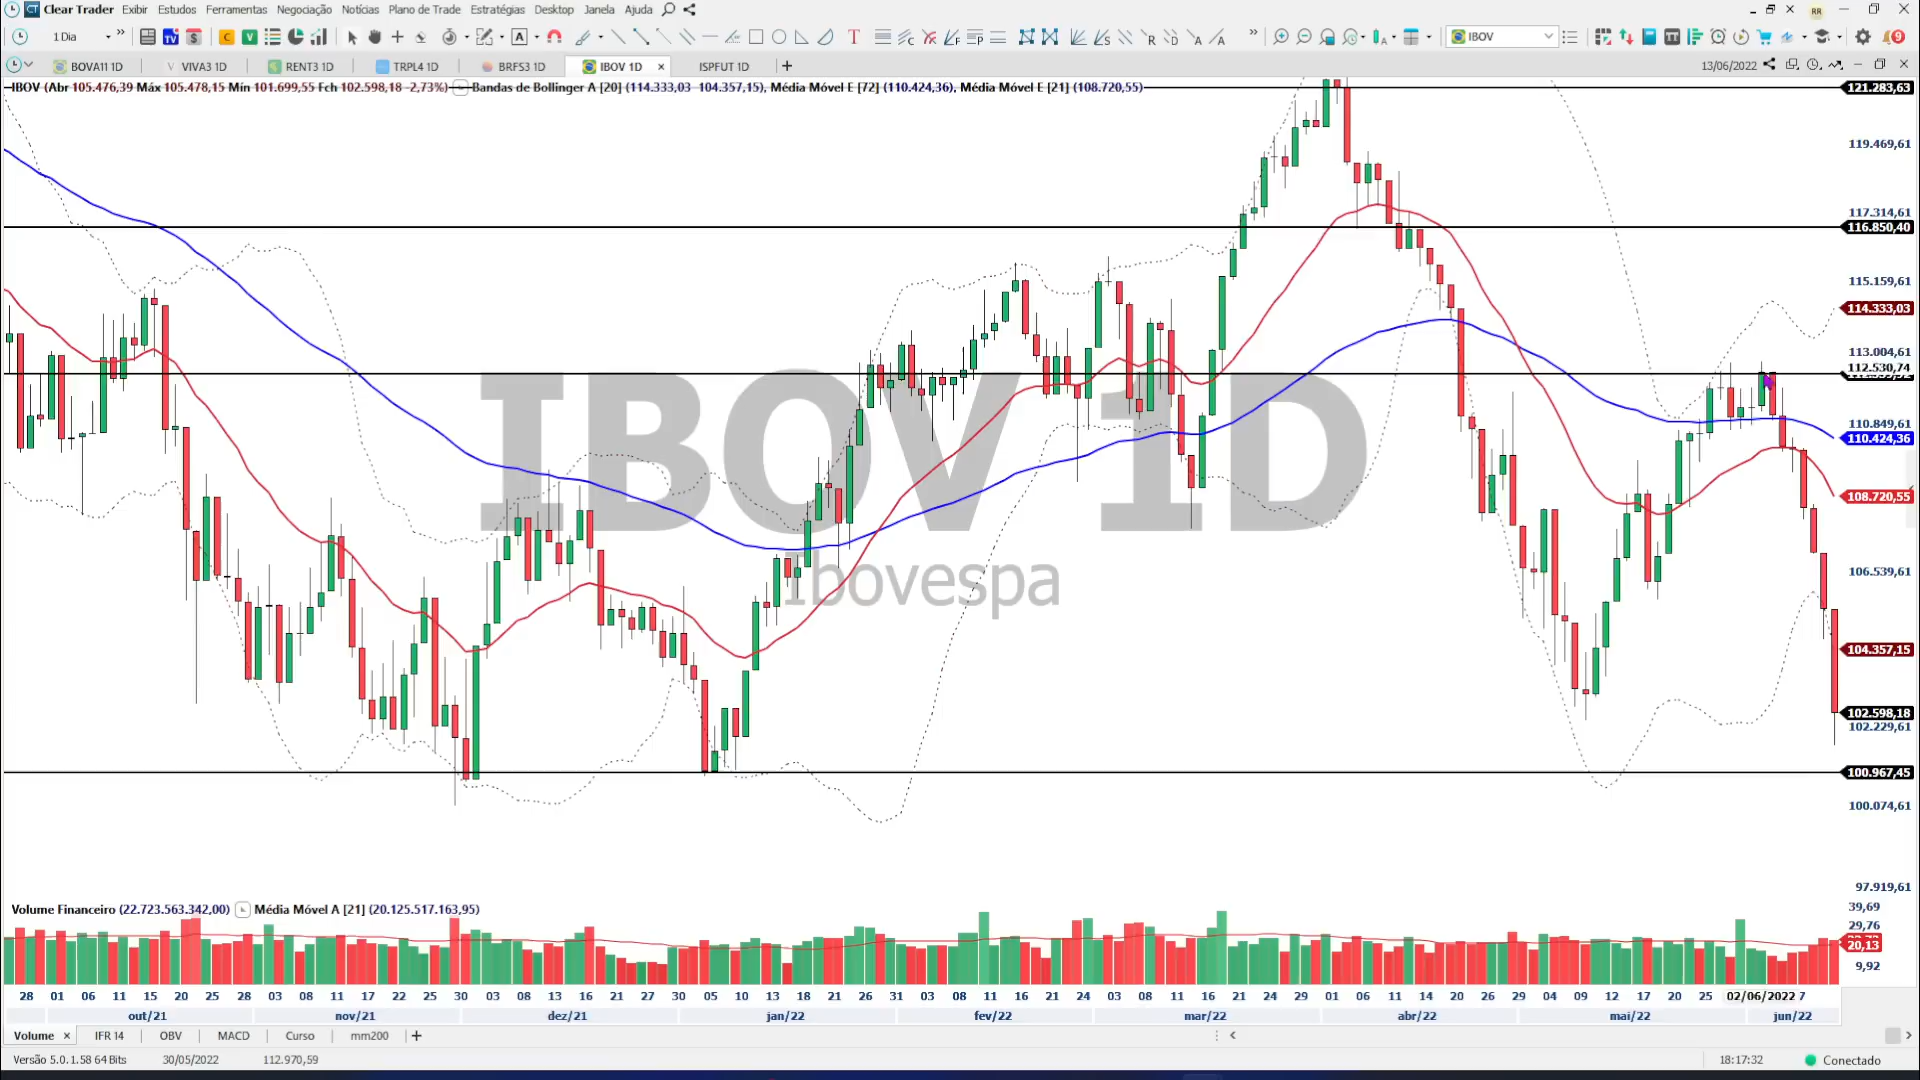 Clear Trader Exibir Estudos Ferramentas Negociação Notícias Plano de Trade Estratégias Desktop Janela Ajuda
RR
1 Dia
IBOV
BOVA11 1D VIVA3 1D RENT3 1D TRPL4 1D BRFS3 1D IBOV 1D ISPFUT 1D
13/06/2022
IBOV (Abr 105.476,39 Máx 105.478,15 Mín 101.699,55 Fch 102.598,18 -2,73%) Bandas de Bollinger A [20] (114.333,03 104.357,15), Média Móvel E [72] (110.424,36), Média Móvel E [21] (108.720,55)
121.283,63
119.469,61
117.314,61
116.850,40
115.159,61
114.333,03
113.004,61
112.530,74
110.849,61
110.424,36
108.720,55
106.539,61
104.357,15
102.598,18
102.229,61
100.967,45
100.074,61
97.919,61
IBOV 1D
Ibovespa
Volume Financeiro (22.723.563.342,00) Média Móvel A [21] (20.125.517.163,95)
39,69
29,76
20,13
9,92
28 01 06 11 15 20 25 28 03 08 11 17 22 25 30 03 08 13 16 21 27 30 05 10 13 18 21 26 31 03 08 11 16 21 24 03 08 11 16 21 24 29 01 06 11 14 20 26 29 04 09 12 17 20 25 02/06/2022 7
out/21 nov/21 dez/21 jan/22 fev/22 mar/22 abr/22 mai/22 jun/22
Volume IFR 14 OBV MACD Curso mm200
Versão 5.0.1.58 64 Bits 30/05/2022 112.970,59 18:17:32 Conectado